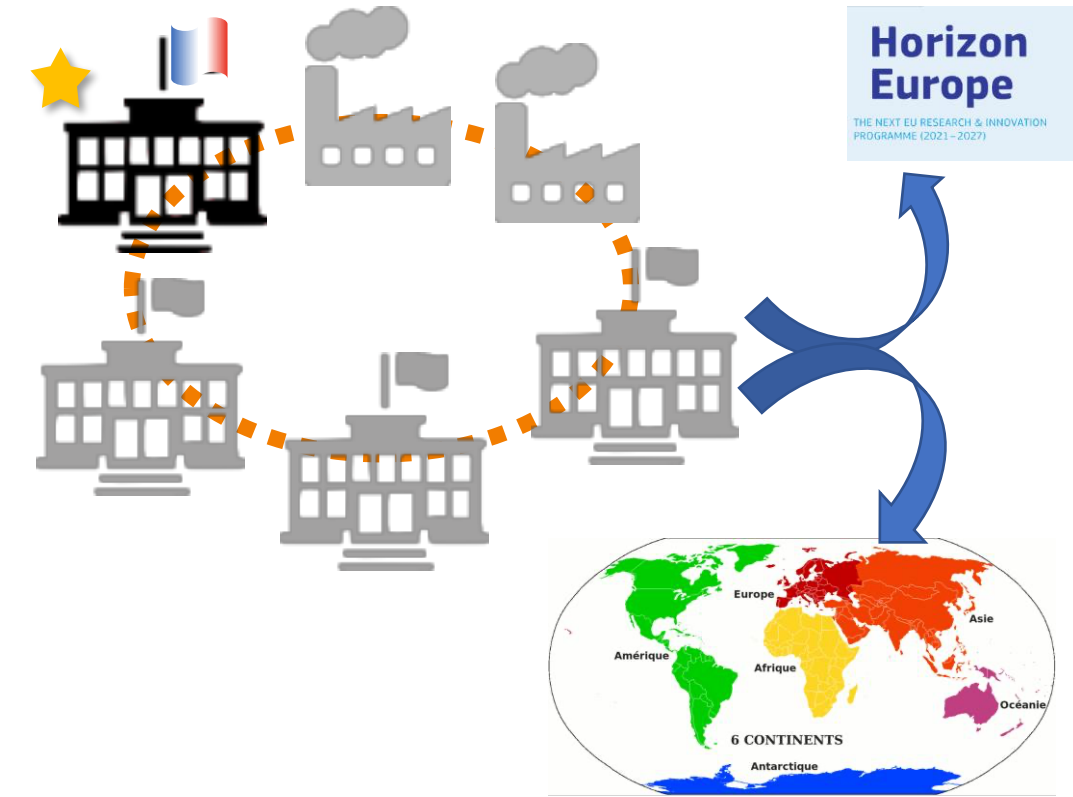 Horizon
Europe
THE NEXT EU RESEARCH & INNOVATION
PROGRAMME (2021–2027)
Europe
Asie
Amérique
Afrique
Océanie
6 CONTINENTS
Antarctique